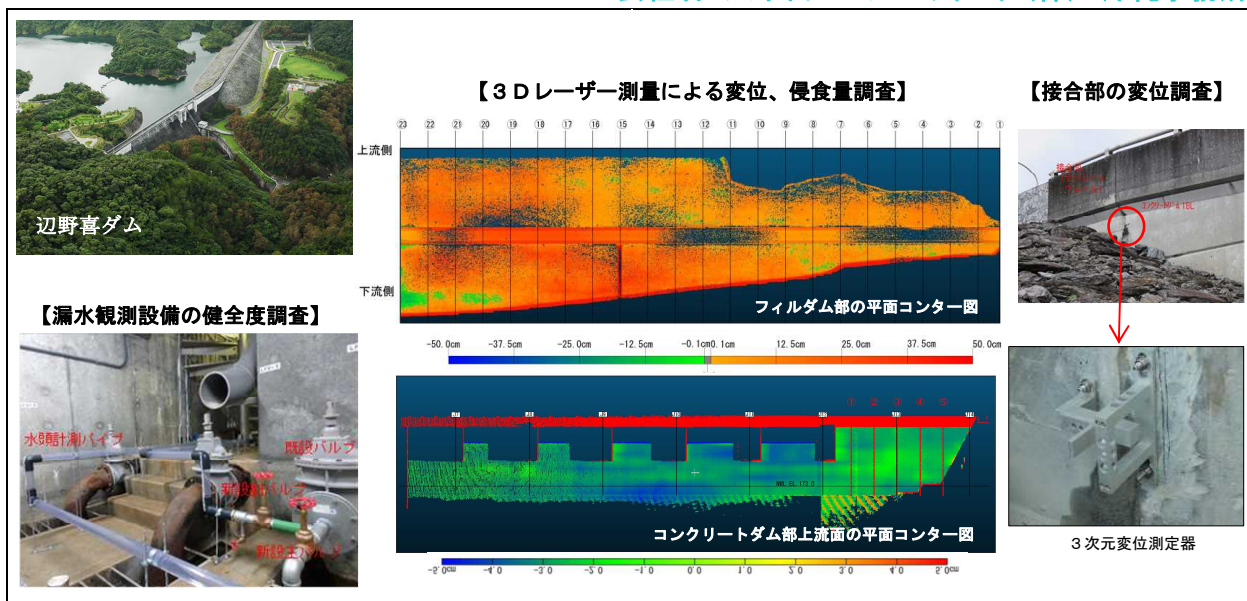 辺野喜ダム
【漏水観測設備の健全度調査】
水頭計測パイプ
既設バルブ
新設副バルブ
新設主バルブ
【3Dレーザー測量による変位、侵食量調査】
㉓ ㉒ ㉑ ⑳ ⑲ ⑱ ⑰ ⑯ ⑮ ⑭ ⑬ ⑫ ⑪ ⑩ ⑨ ⑧ ⑦ ⑥ ⑤ ④ ③ ② ①
上流側
下流側
フィルダム部の平面コンター図
-50.0cm -37.5cm -25.0cm -12.5cm -0.1cm0.1cm 12.5cm 25.0cm 37.5cm 50.0cm
① ② ③ ④ ⑤
NWL EL.173.0
コンクリートダム部上流面の平面コンター図
-5.0cm -4.0 -3.0 -2.0 -1.0 0.0 1.0 2.0 3.0 4.0 5.0cm
【接合部の変位調査】
3次元変位測定器